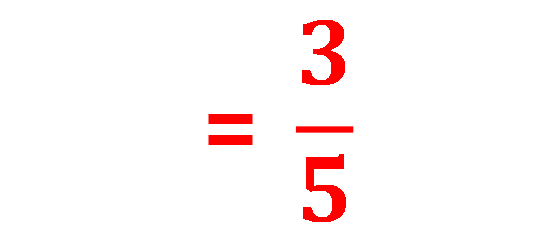 = 3/5